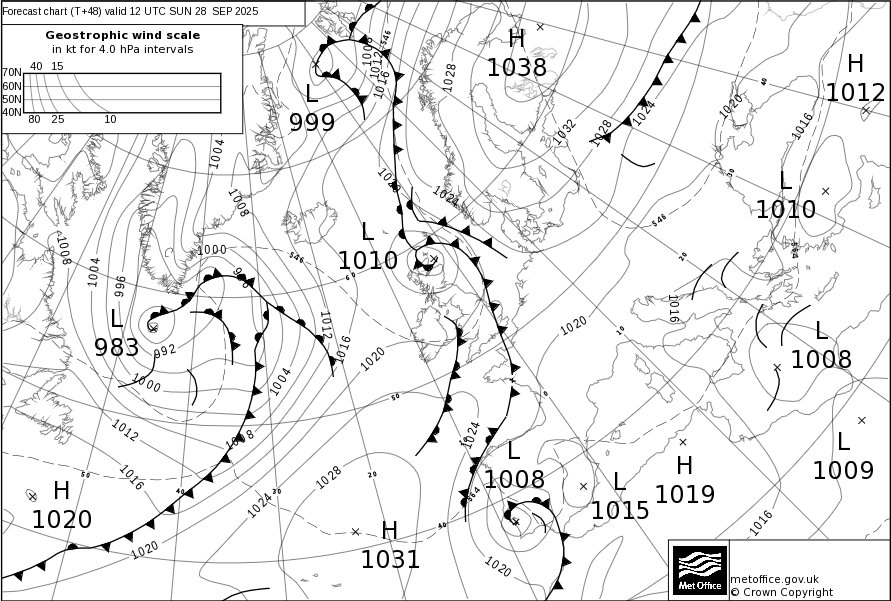 Forecast chart (T+48) valid 12 UTC SUN 28 SEP 2025
Geostrophic wind scale
in kt for 4.0 hPa intervals
40 15
70N
60N
50N
40N
80 25 10
H
1038
H
1012
L
999
L
1010
L
1010
L
983
L
1008
L
1008
L
1009
L
1015
H
1019
H
1020
H
1031
1008
1012
1016
546
1028
1032
1028
1024
1020
1016
40
30
20
10
0
546
564
1004
1008
1000
996
1004
1008
992
1000
1012
1016
1020
1004
1008
1012
1016
1020
1024
1028
1024
1020
1020
1024
1016
1016
546
60
50
50
40
30
20
40
564
1020
metoffice.gov.uk
© Crown Copyright
Met Office